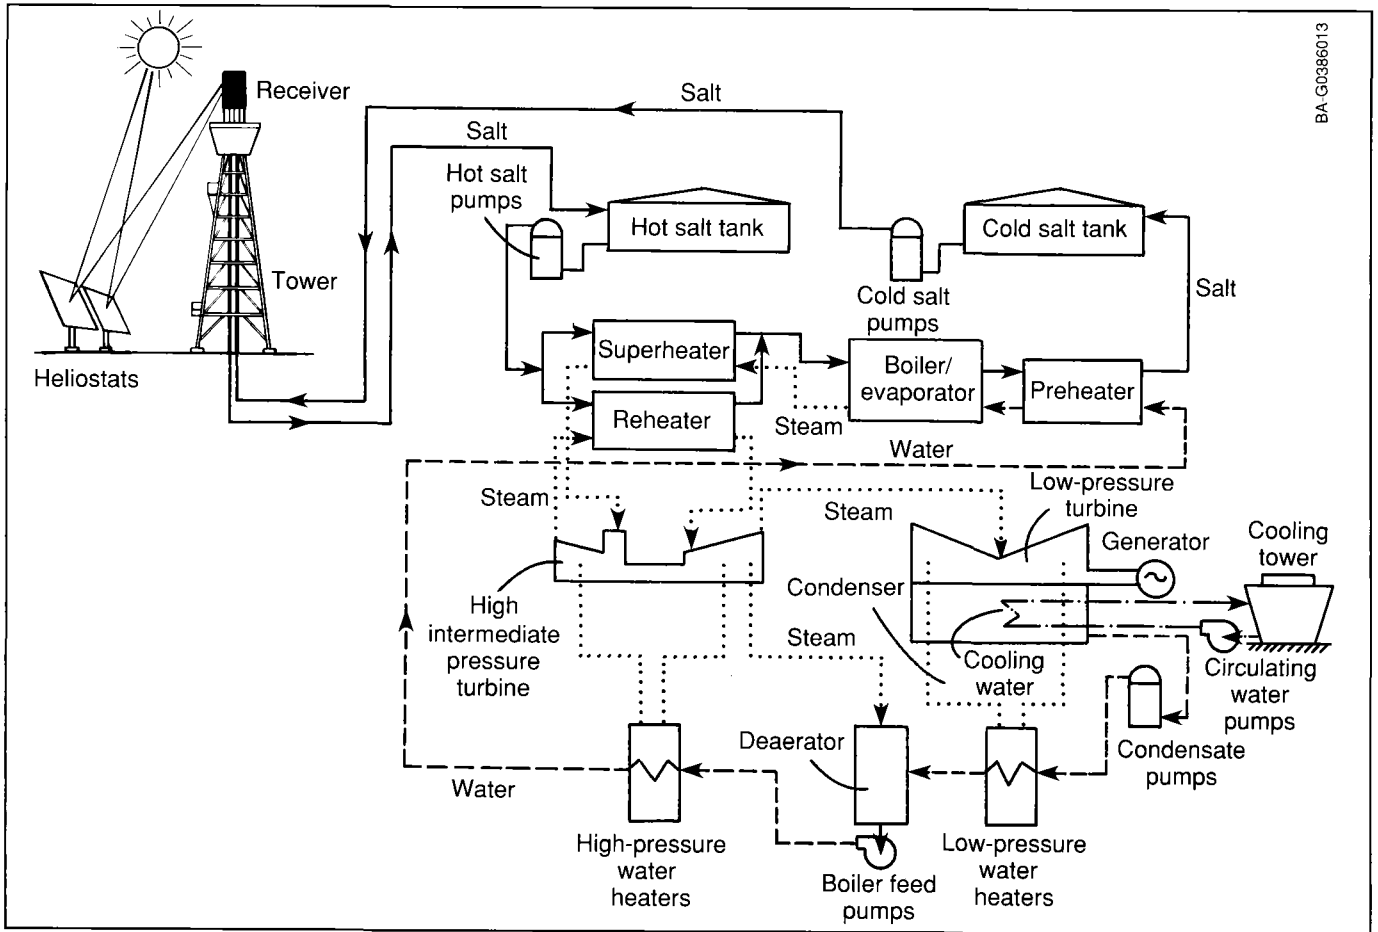 BA-G0386013
Receiver
Salt
Salt
Hot salt
pumps
Hot salt tank
Cold salt tank
Tower
Salt
Cold salt
pumps
Heliostats
Superheater
Boiler/
evaporator
Preheater
Reheater
Steam
Water
Steam
Steam
Low-pressure
turbine
Generator
Cooling
tower
Condenser
High
intermediate
pressure
turbine
Steam
Cooling
water
Circulating
water
pumps
Deaerator
Condensate
pumps
Water
High-pressure
water
heaters
Boiler feed
pumps
Low-pressure
water
heaters